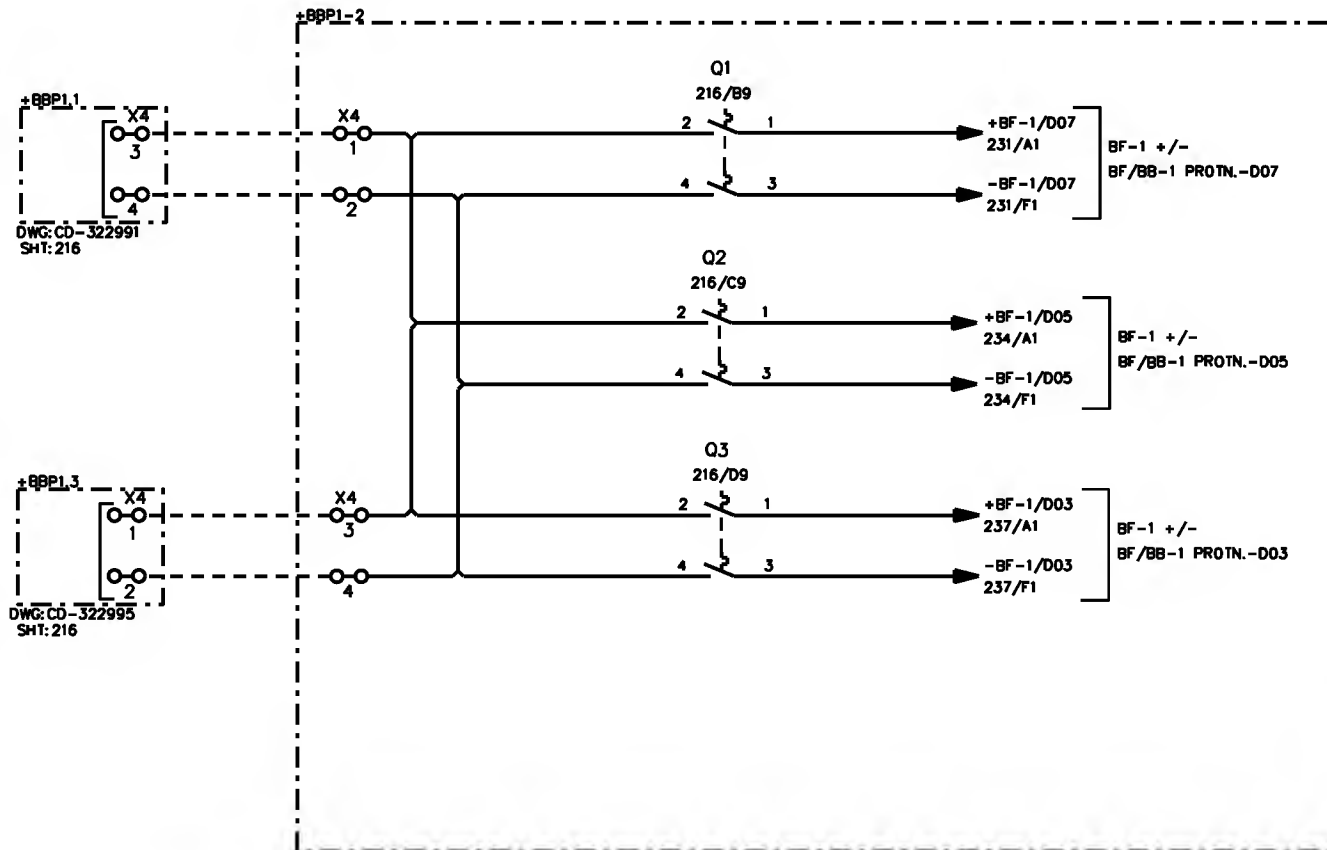 +BBP1-2
Q1
216/B9
+BBP1.1
X4
X4
2
1
+BF-1/D07
231/A1
3
1
BF-1 +/-
BF/BB-1 PROTN.-D07
4
3
-BF-1/D07
231/F1
4
2
DWG:CD-322991
SHT:216
Q2
216/C9
2
1
+BF-1/D05
234/A1
BF-1 +/-
BF/BB-1 PROTN.-D05
4
3
-BF-1/D05
234/F1
Q3
216/D9
+BBP1.3
X4
X4
2
1
+BF-1/D03
237/A1
1
3
BF-1 +/-
BF/BB-1 PROTN.-D03
4
3
-BF-1/D03
237/F1
2
4
DWG:CD-322995
SHT:216